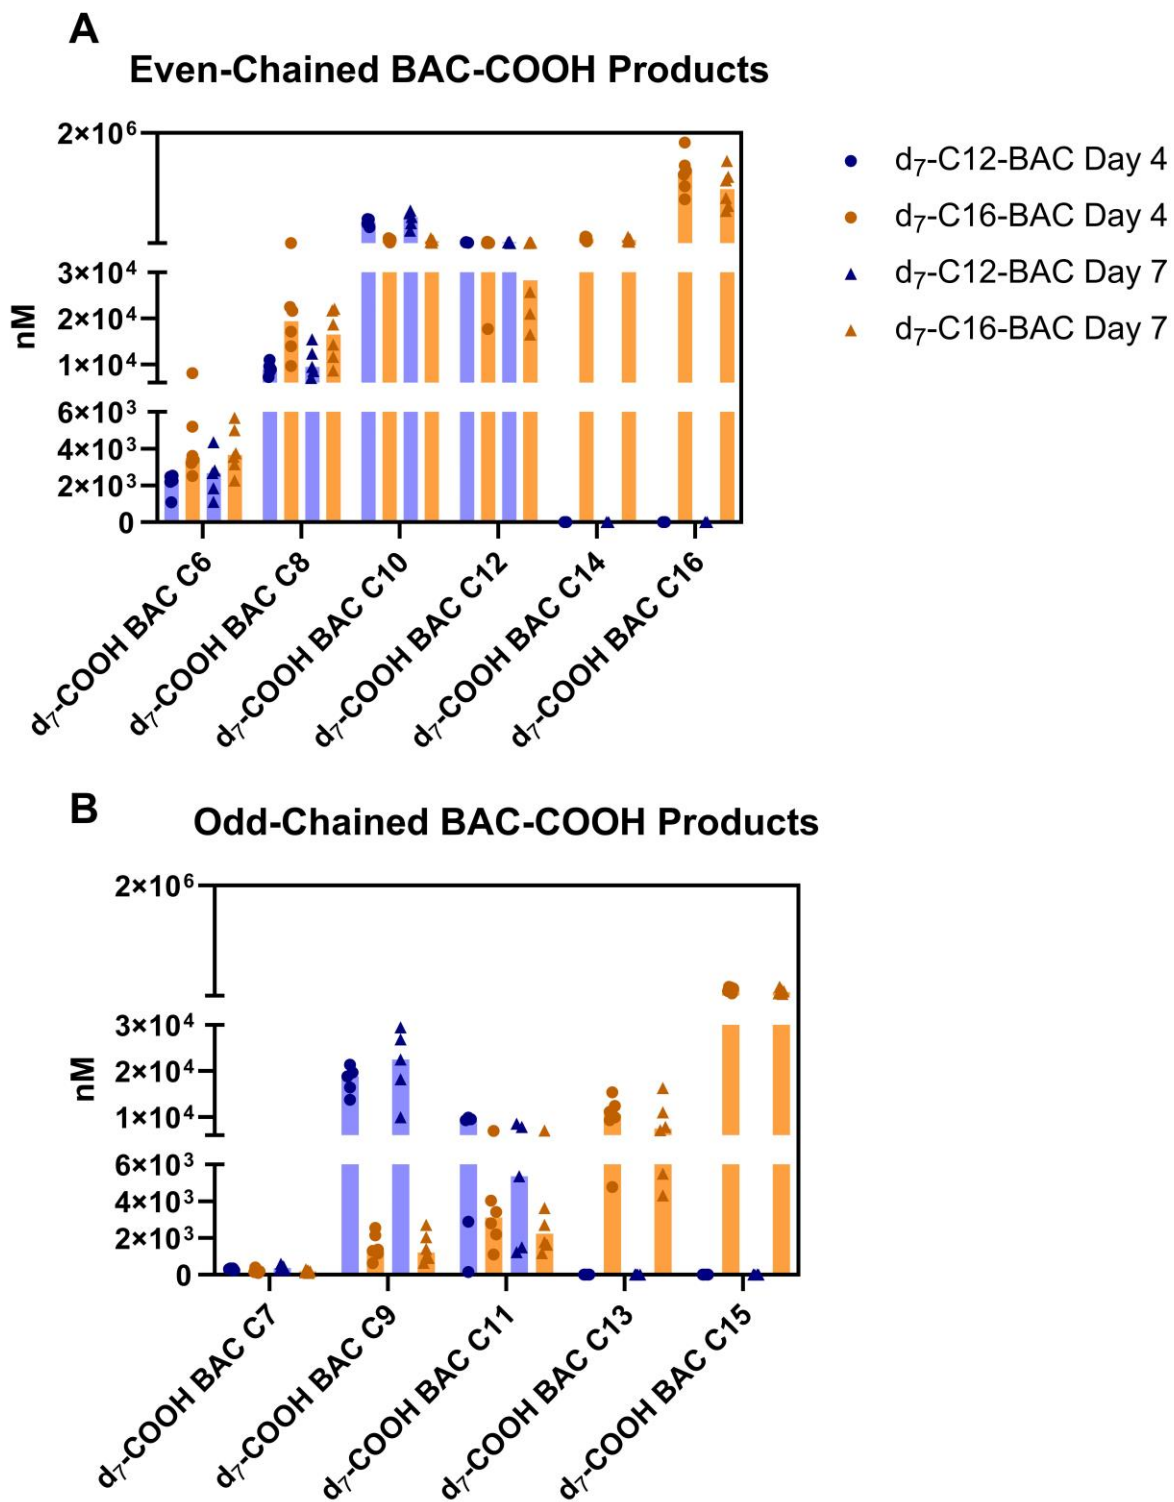 A
Even-Chained BAC-COOH Products
2×10⁶
3×10⁴
2×10⁴
1×10⁴
6×10³
4×10³
2×10³
0
nM
d₇-COOH BAC C6
d₇-COOH BAC C8
d₇-COOH BAC C10
d₇-COOH BAC C12
d₇-COOH BAC C14
d₇-COOH BAC C16
d₇-C12-BAC Day 4
d₇-C16-BAC Day 4
d₇-C12-BAC Day 7
d₇-C16-BAC Day 7
B
Odd-Chained BAC-COOH Products
2×10⁶
3×10⁴
2×10⁴
1×10⁴
6×10³
4×10³
2×10³
0
nM
d₇-COOH BAC C7
d₇-COOH BAC C9
d₇-COOH BAC C11
d₇-COOH BAC C13
d₇-COOH BAC C15